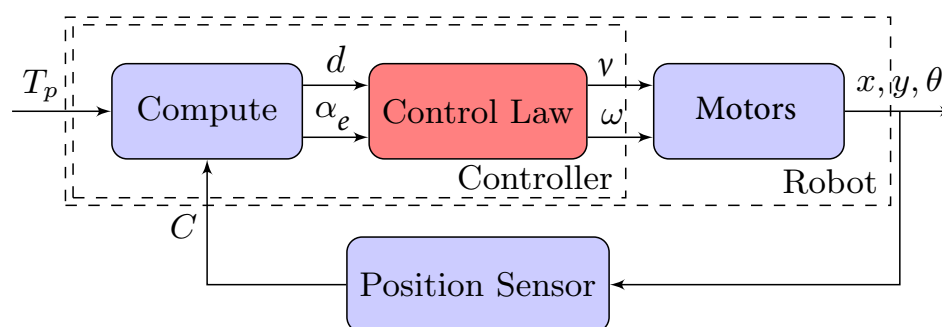 T_p
Compute
d
α_e
Control Law
ν
ω
Motors
x, y, θ
Controller
Robot
C
Position Sensor